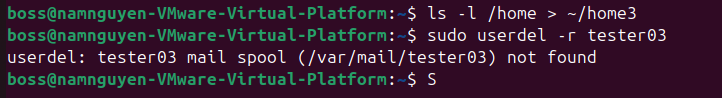 boss@namnguyen-VMware-Virtual-Platform:~$ ls -l /home > ~/home3
boss@namnguyen-VMware-Virtual-Platform:~$ sudo userdel -r tester03
userdel: tester03 mail spool (/var/mail/tester03) not found
boss@namnguyen-VMware-Virtual-Platform:~$ S